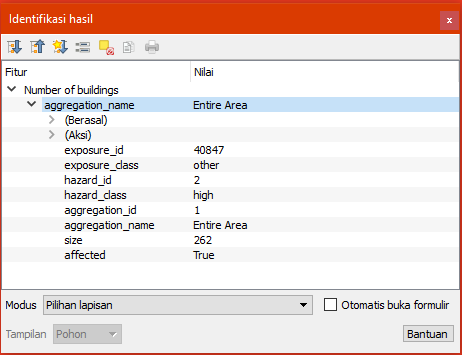 Identifikasi hasil x
Fitur Nilai
Number of buildings
aggregation_name Entire Area
(Berasal)
(Aksi)
exposure_id 40847
exposure_class other
hazard_id 2
hazard_class high
aggregation_id 1
aggregation_name Entire Area
size 262
affected True
Modus Pilihan lapisan Otomatis buka formulir
Tampilan Pohon Bantuan